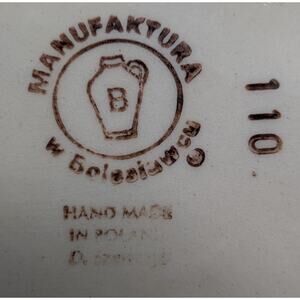 MANUFAKTURA
w Bolesławcu
®
B
110
HAND MADE
IN POLAND